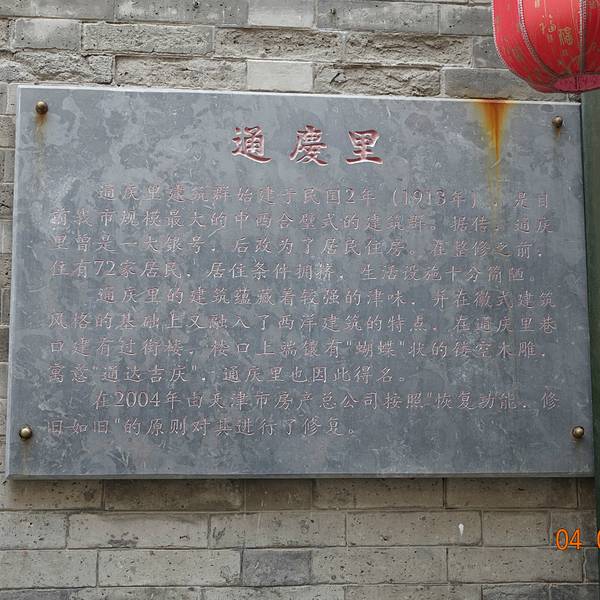 福
福
通慶里
通庆里建筑群始建于民国2年（1913年），是目
前我市规模最大的中西合壁式的建筑群。据传，通庆
里曾是一大银号，后改为了居民住房。在整修之前，
住有72家居民，居住条件拥挤，生活设施十分简陋。
通庆里的建筑蕴藏着较强的津味，并在徽式建筑
风格的基础上又融入了西洋建筑的特点，在通庆里巷
口建有过街楼，楼口上端镶有"蝴蝶"状的镂空木雕，
寓意"通达吉庆"，通庆里也因此得名。
在2004年由天津市房产总公司按照"恢复功能，修
旧如旧"的原则对其进行了修复。
04